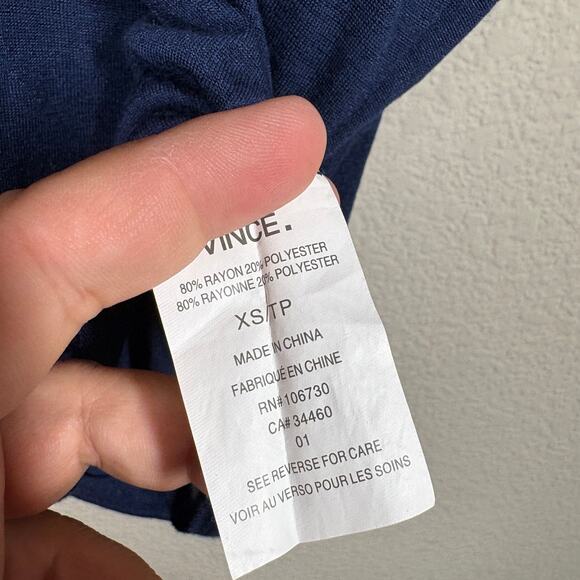 VINCE.
80% RAYON 20% POLYESTER
80% RAYONNE 20% POLYESTER
XS/TP
MADE IN CHINA
FABRIQUÉ EN CHINE
RN# 106730
CA# 34460
01
SEE REVERSE FOR CARE
VOIR AU VERSO POUR LES SOINS